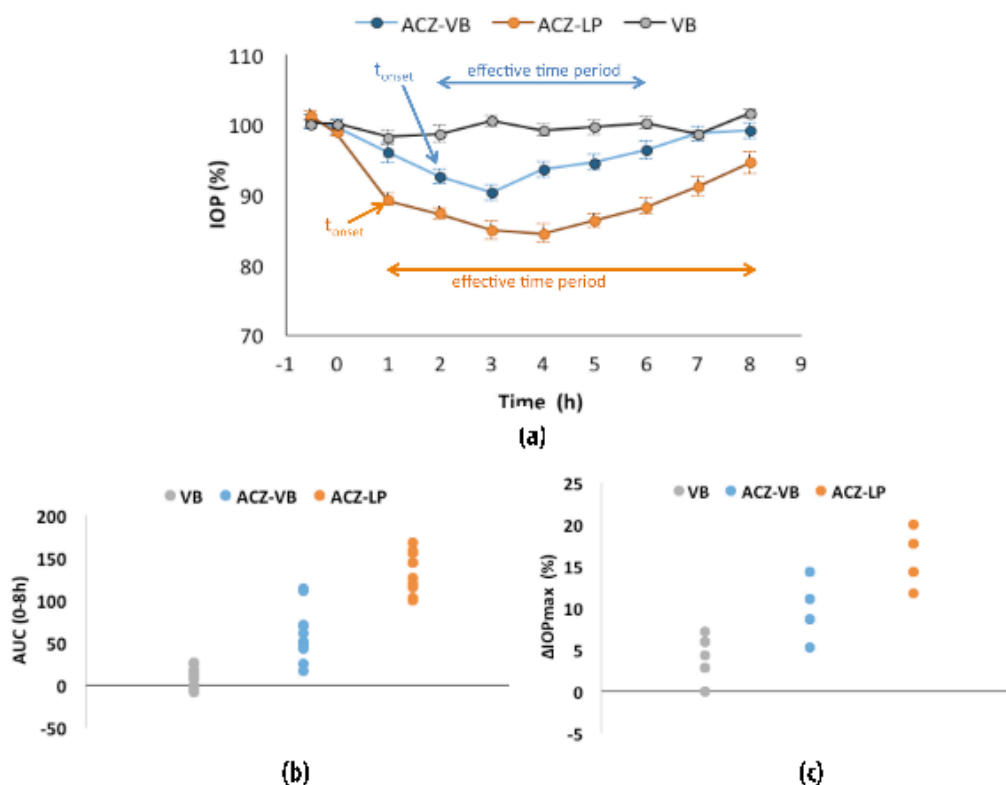 ACZ-VB ACZ-LP VB
110
100
90
80
70
IOP (%)
t onset
effective time period
t onset
effective time period
-1 0 1 2 3 4 5 6 7 8 9
Time (h)
(a)
VB ACZ-VB ACZ-LP
200
150
100
50
0
-50
AUC (0-8h)
(b)
VB ACZ-VB ACZ-LP
25
20
15
10
5
0
-5
ΔIOPmax (%)
(c)